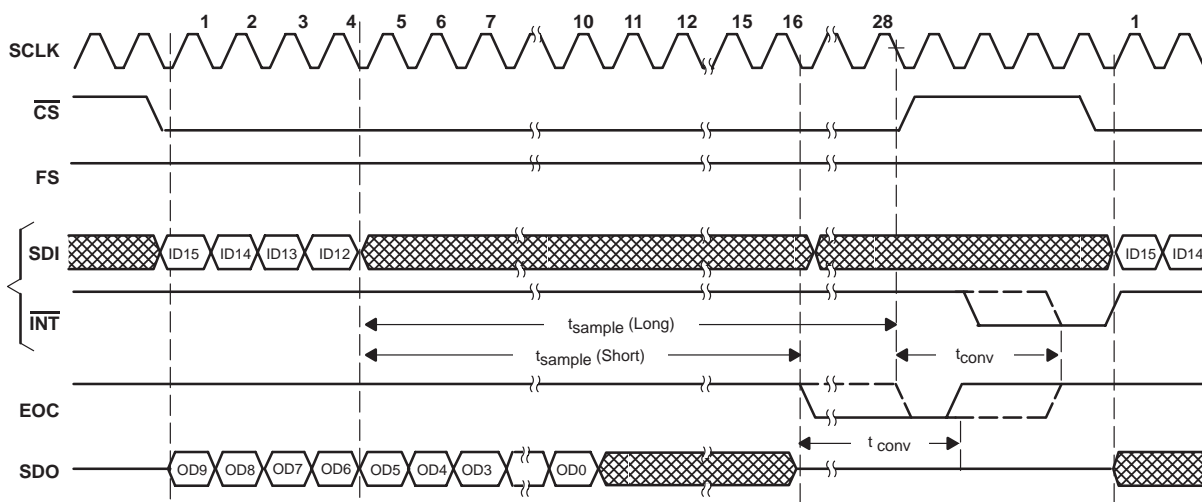 1 2 3 4 5 6 7 10 11 12 15 16 28 1
SCLK
CS
FS
SDI ID15 ID14 ID13 ID12 ID15 ID14
INT
tsample (Long)
tsample (Short) tconv
EOC
t conv
SDO OD9 OD8 OD7 OD6 OD5 OD4 OD3 OD0